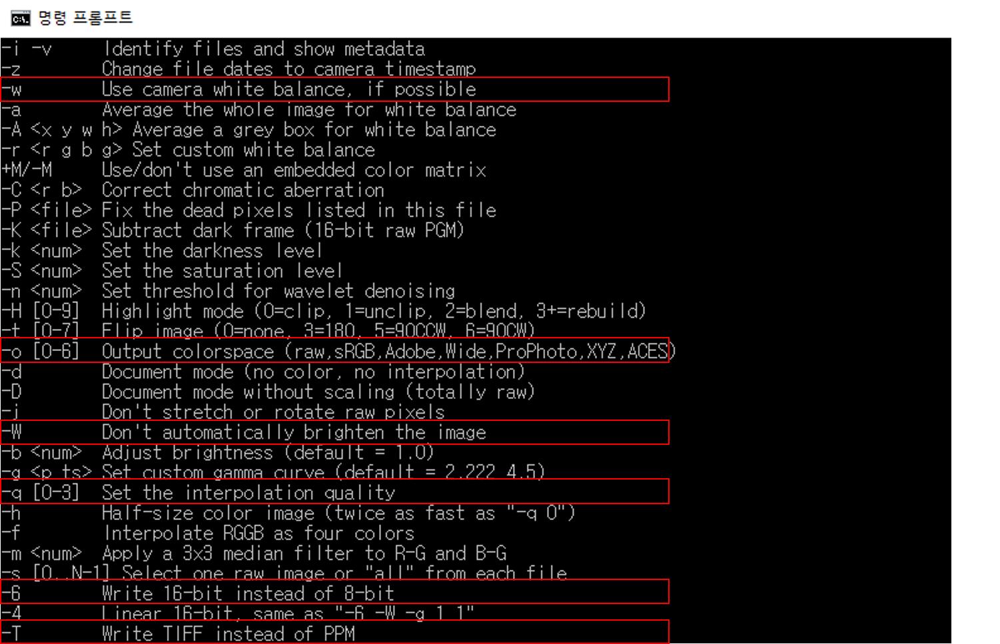 명령 프롬프트
-i -v     Identify files and show metadata
-z        Change file dates to camera timestamp
-w        Use camera white balance, if possible
-a        Average the whole image for white balance
-A <x y w h> Average a grey box for white balance
-r <r g b g> Set custom white balance
+M/-M     Use/don't use an embedded color matrix
-C <r b>  Correct chromatic aberration
-P <file> Fix the dead pixels listed in this file
-K <file> Subtract dark frame (16-bit raw PGM)
-k <num>  Set the darkness level
-S <num>  Set the saturation level
-n <num>  Set threshold for wavelet denoising
-H [0-9]  Highlight mode (0=clip, 1=unclip, 2=blend, 3+=rebuild)
-t [0-7]  Flip image (0=none, 3=180, 5=90CCW, 6=90CW)
-o [0-6]  Output colorspace (raw,sRGB,Adobe,Wide,ProPhoto,XYZ,ACES)
-d        Document mode (no color, no interpolation)
-D        Document mode without scaling (totally raw)
-j        Don't stretch or rotate raw pixels
-W        Don't automatically brighten the image
-b <num>  Adjust brightness (default = 1.0)
-g <p ts> Set custom gamma curve (default = 2.222 4.5)
-q [0-3]  Set the interpolation quality
-h        Half-size color image (twice as fast as "-q 0")
-f        Interpolate RGGB as four colors
-m <num>  Apply a 3x3 median filter to R-G and B-G
-s [0..N-1] Select one raw image or "all" from each file
-6        Write 16-bit instead of 8-bit
-4        Linear 16-bit, same as "-6 -W -g 1 1"
-T        Write TIFF instead of PPM